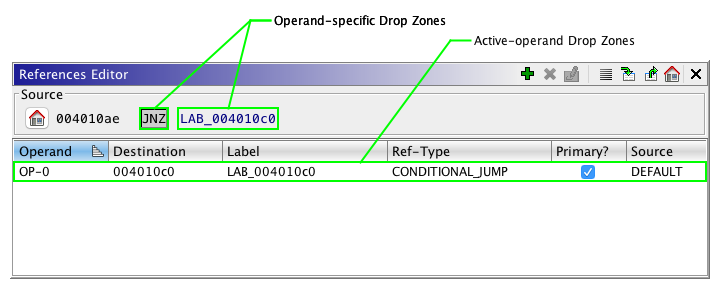 Operand-specific Drop Zones
Active-operand Drop Zones
References Editor
Source
004010ae JNZ LAB_004010c0
Operand Destination Label Ref-Type Primary? Source
OP-0 004010c0 LAB_004010c0 CONDITIONAL_JUMP DEFAULT